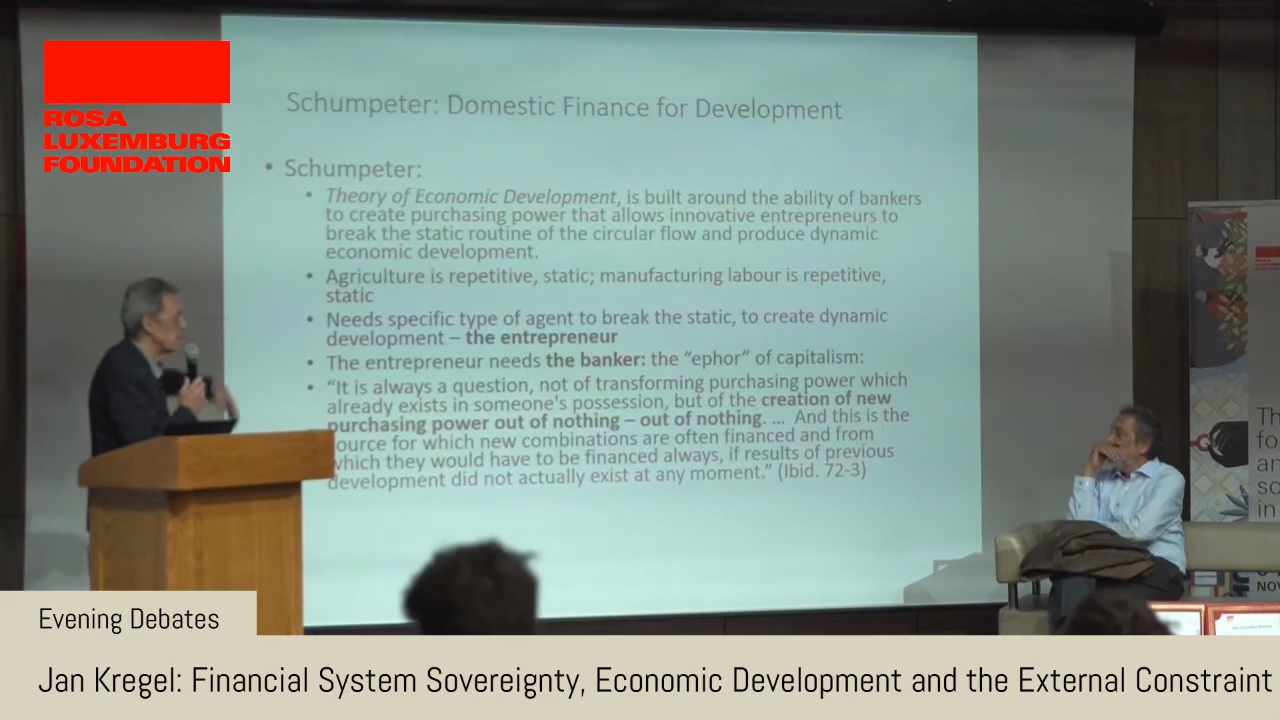 ROSA
LUXEMBURG
FOUNDATION
Schumpeter: Domestic Finance for Development
• Schumpeter:
• Theory of Economic Development, is built around the ability of bankers
to create purchasing power that allows innovative entrepreneurs to
break the static routine of the circular flow and produce dynamic
economic development.
• Agriculture is repetitive, static; manufacturing labour is repetitive,
static
• Needs specific type of agent to break the static, to create dynamic
development – the entrepreneur
• The entrepreneur needs the banker: the “ephor” of capitalism:
• “It is always a question, not of transforming purchasing power which
already exists in someone's possession, but of the creation of new
purchasing power out of nothing – out of nothing. ... And this is the
ource for which new combinations are often financed and from
which they would have to be financed always, if results of previous
development did not actually exist at any moment.” (Ibid. 72-3)
Th
fo
an
so
in
NOV
Evening Debates
Jan Kregel: Financial System Sovereignty, Economic Development and the External Constraint